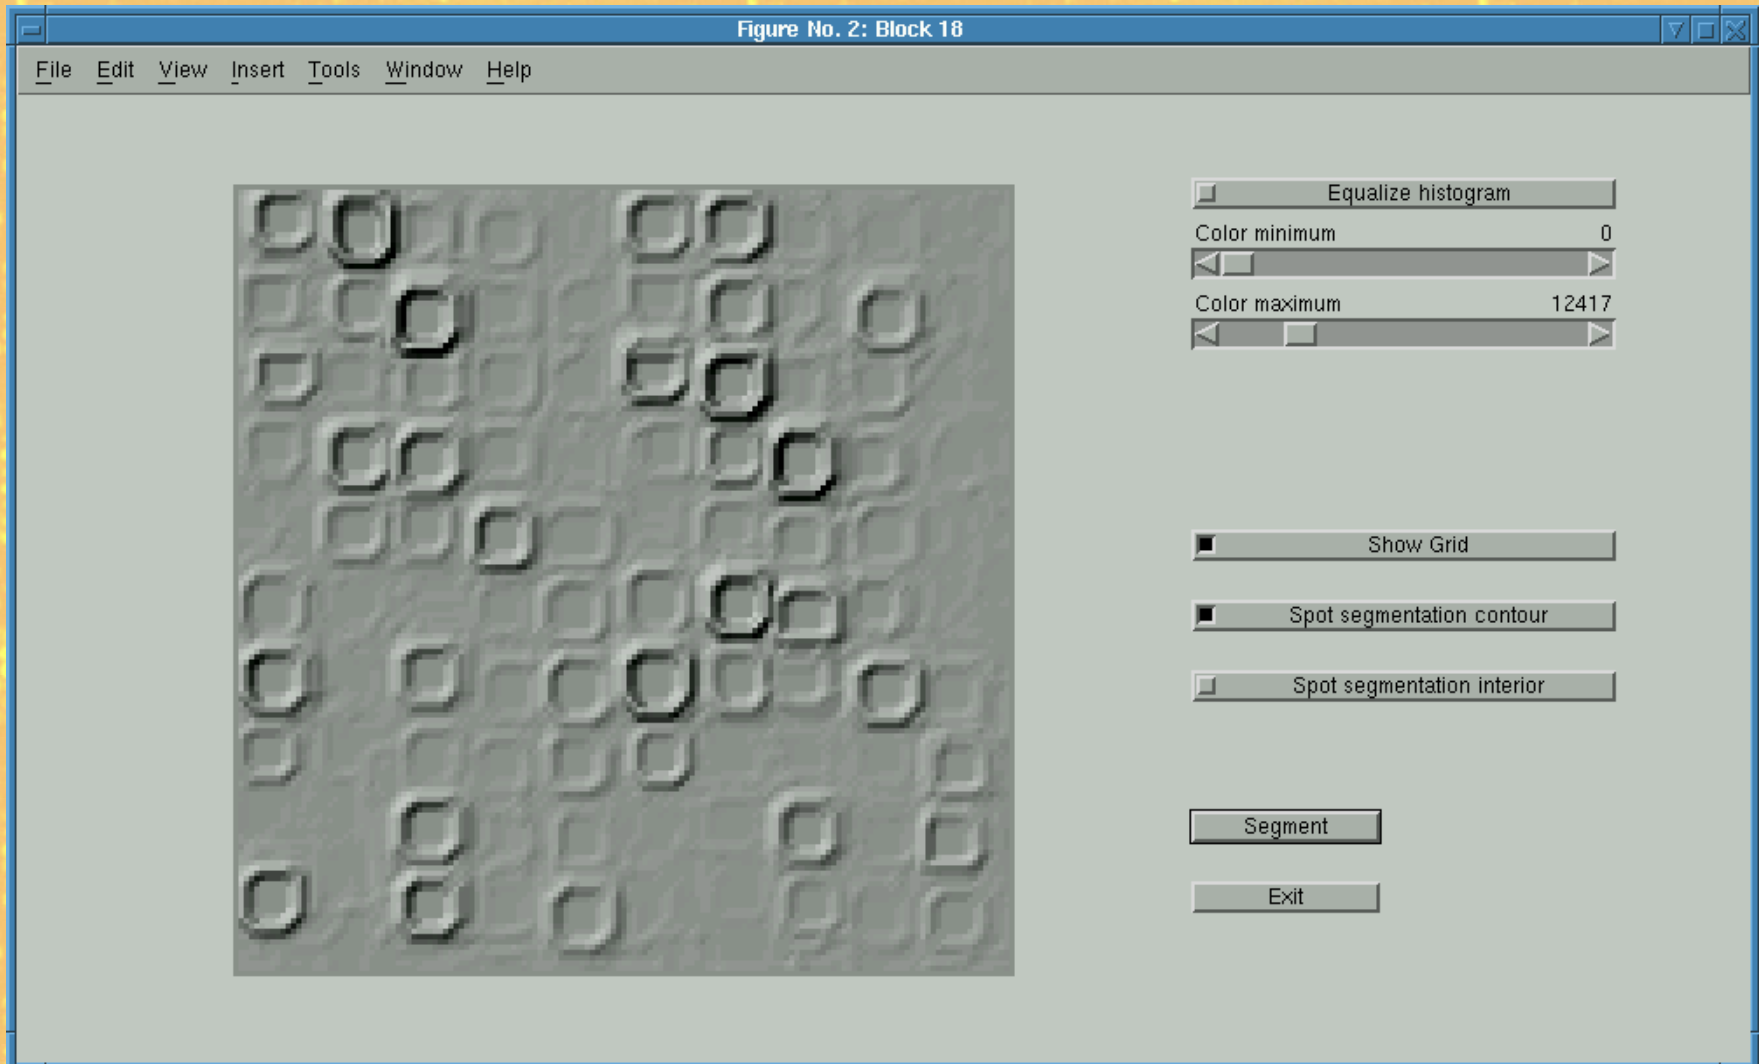 Figure No. 2: Block 18
File Edit View Insert Tools Window Help
Equalize histogram
Color minimum 0
Color maximum 12417
Show Grid
Spot segmentation contour
Spot segmentation interior
Segment
Exit